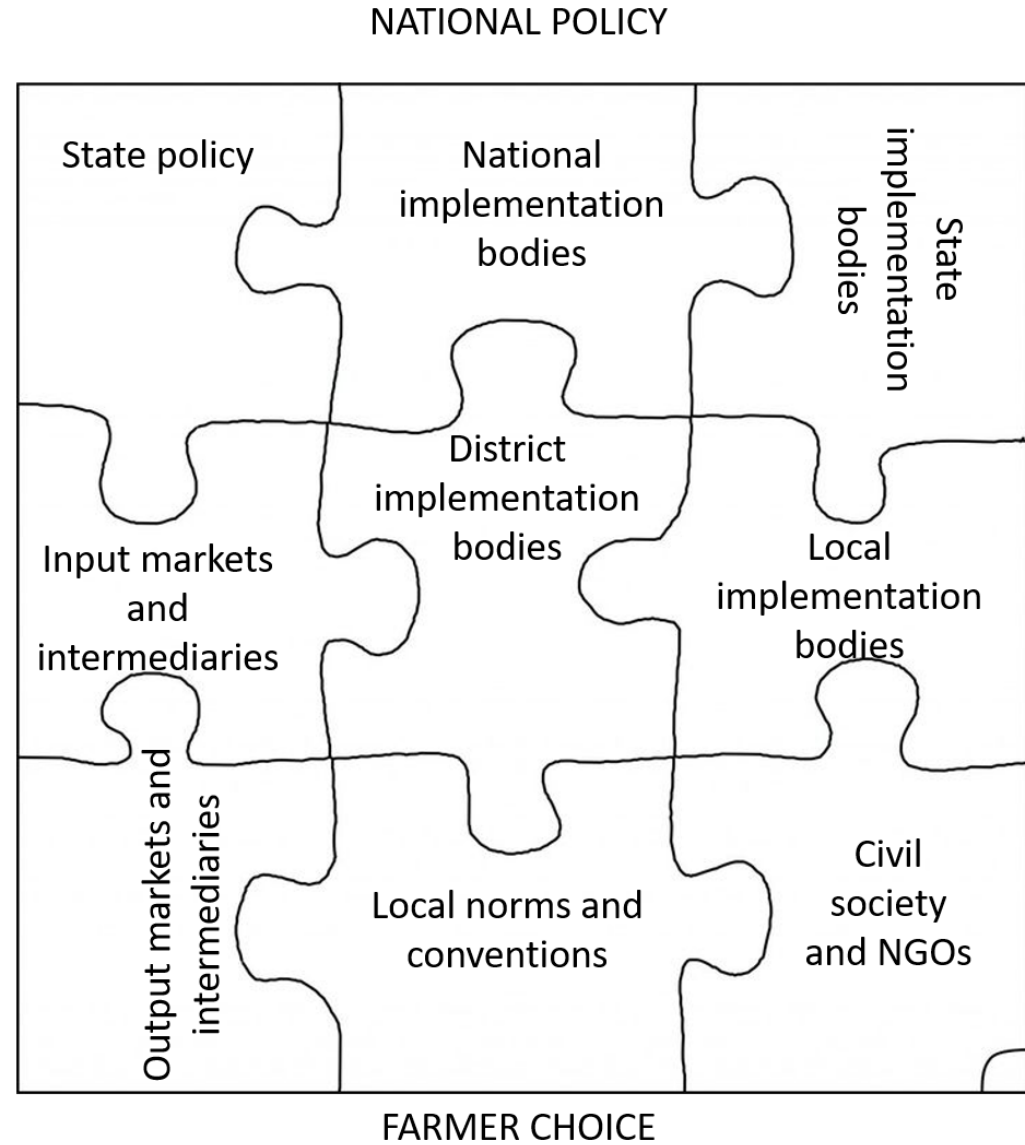 NATIONAL POLICY
State policy
National
implementation
bodies
State
implementation
bodies
District
implementation
bodies
Input markets
and
intermediaries
Local
implementation
bodies
Output markets and
intermediaries
Local norms and
conventions
Civil
society
and NGOs
FARMER CHOICE